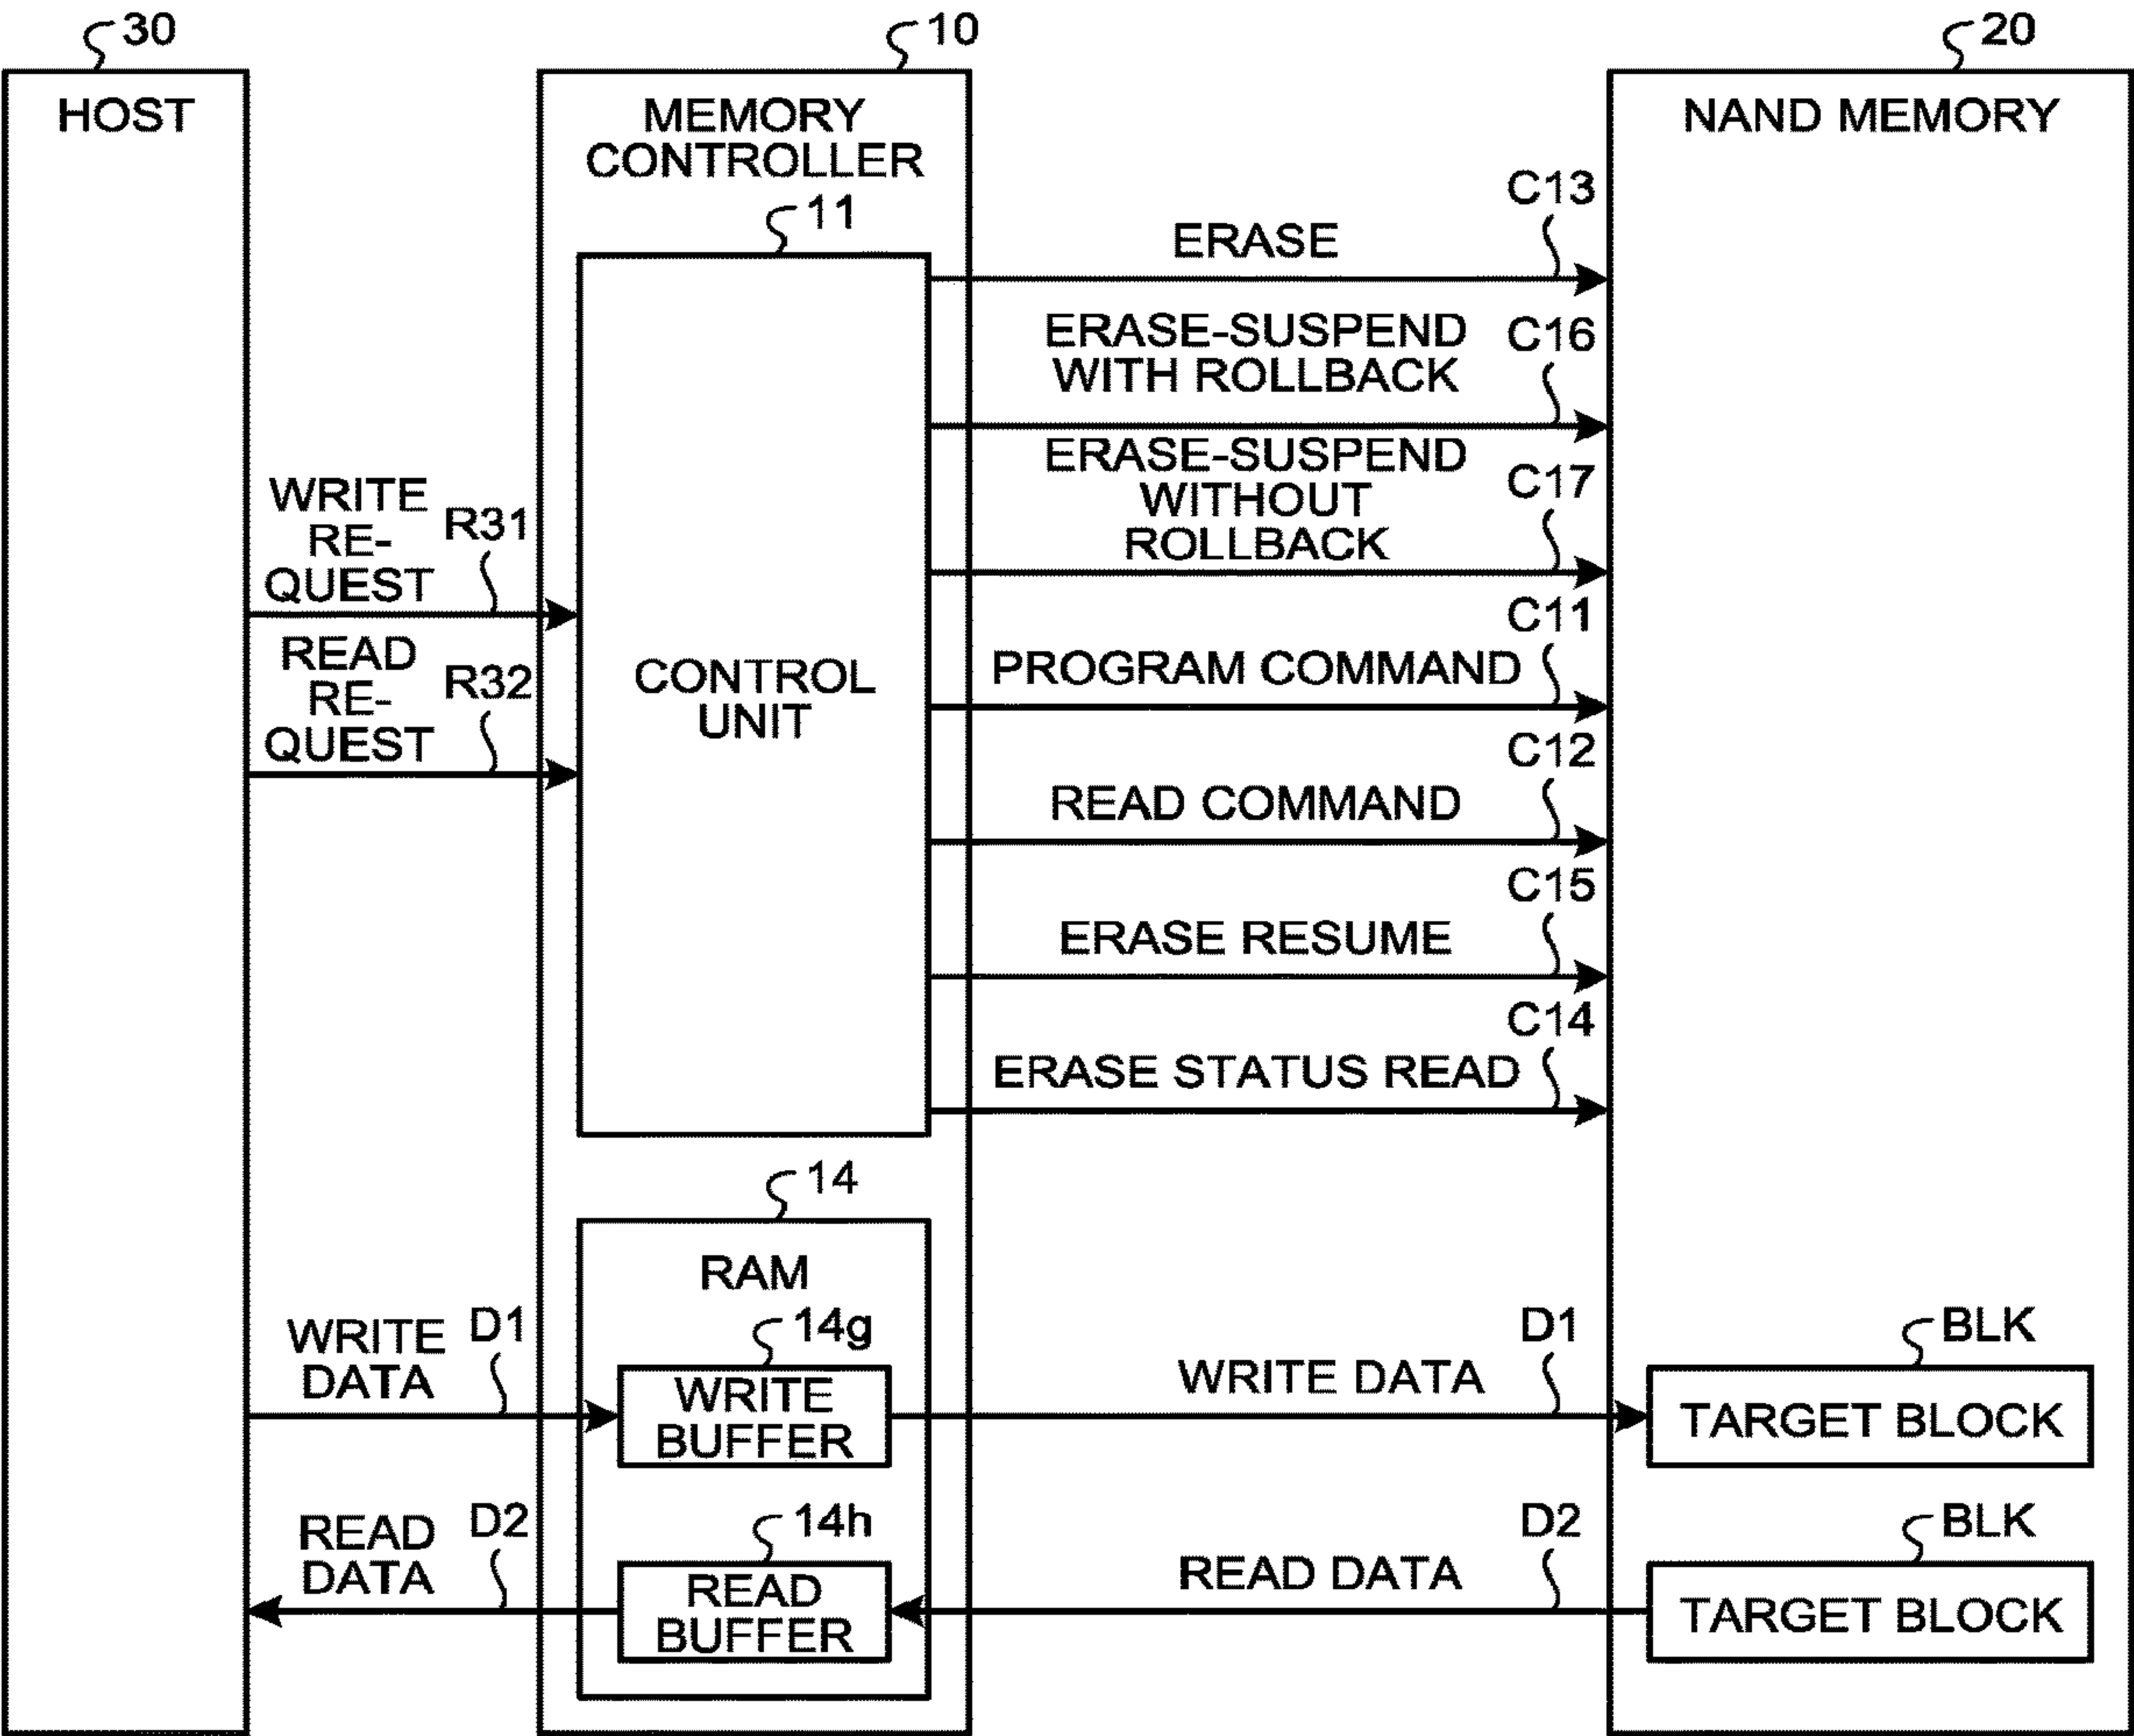 30
HOST
10
MEMORY
CONTROLLER
20
NAND MEMORY
11
CONTROL
UNIT
WRITE
RE-
QUEST
R31
READ
RE-
QUEST
R32
ERASE
C13
ERASE-SUSPEND
WITH ROLLBACK
C16
ERASE-SUSPEND
WITHOUT
ROLLBACK
C17
PROGRAM COMMAND
C11
READ COMMAND
C12
ERASE RESUME
C15
ERASE STATUS READ
C14
14
RAM
WRITE
DATA
D1
14g
WRITE
BUFFER
WRITE DATA
D1
BLK
TARGET BLOCK
READ
DATA
D2
14h
READ
BUFFER
READ DATA
D2
BLK
TARGET BLOCK